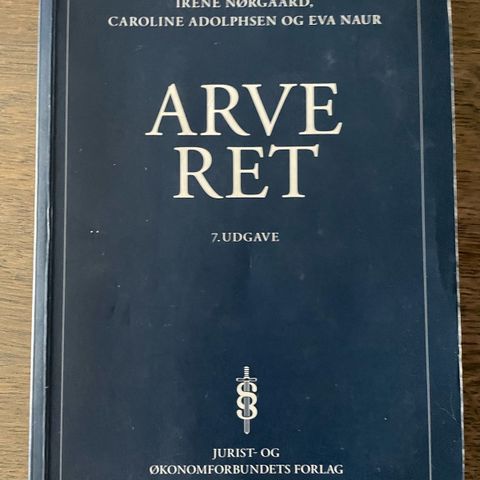 IRENE NØRGAARD,
CAROLINE ADOLPHSEN OG EVA NAUR
ARVE
RET
7. UDGAVE
JURIST- OG
ØKONOMFORBUNDETS FORLAG